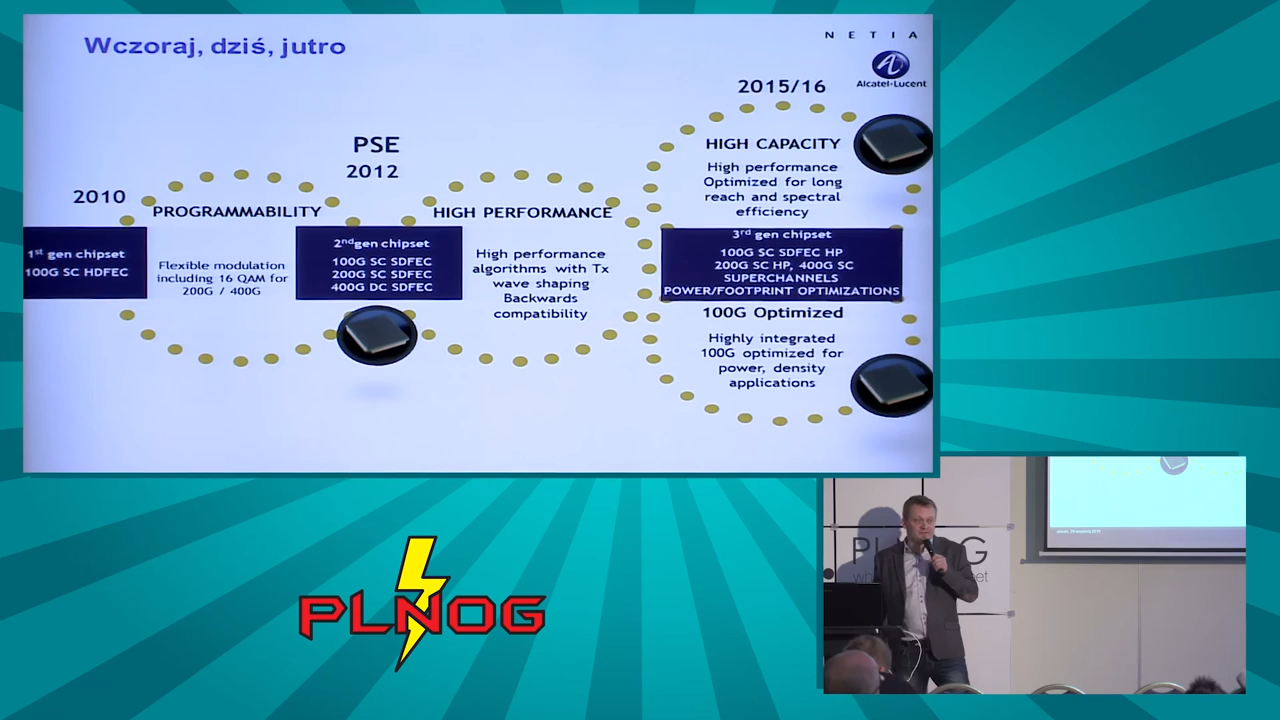 Wczoraj, dziś, jutro
NETIA
Alcatel·Lucent
2010
1st gen chipset
100G SC HDFEC
PROGRAMMABILITY
Flexible modulation
including 16 QAM for
200G / 400G
PSE
2012
2nd gen chipset
100G SC SDFEC
200G SC SDFEC
400G DC SDFEC
HIGH PERFORMANCE
High performance
algorithms with Tx
wave shaping
Backwards
compatibility
2015/16
HIGH CAPACITY
High performance
Optimized for long
reach and spectral
efficiency
3rd gen chipset
100G SC SDFEC HP
200G SC HP, 400G SC
SUPERCHANNELS
POWER/FOOTPRINT OPTIMIZATIONS
100G Optimized
Highly integrated
100G optimized for
power, density
applications
PLNOG